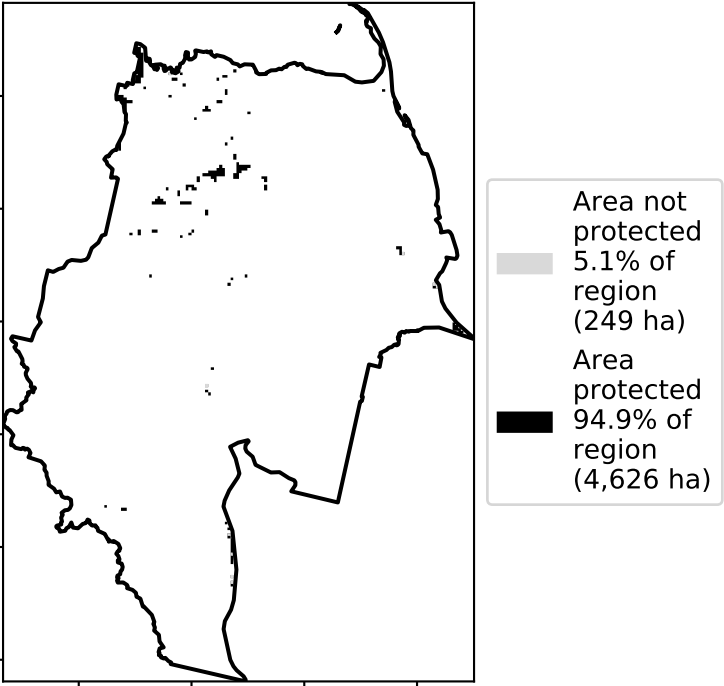 Area not
protected
5.1% of
region
(249 ha)
Area
protected
94.9% of
region
(4,626 ha)